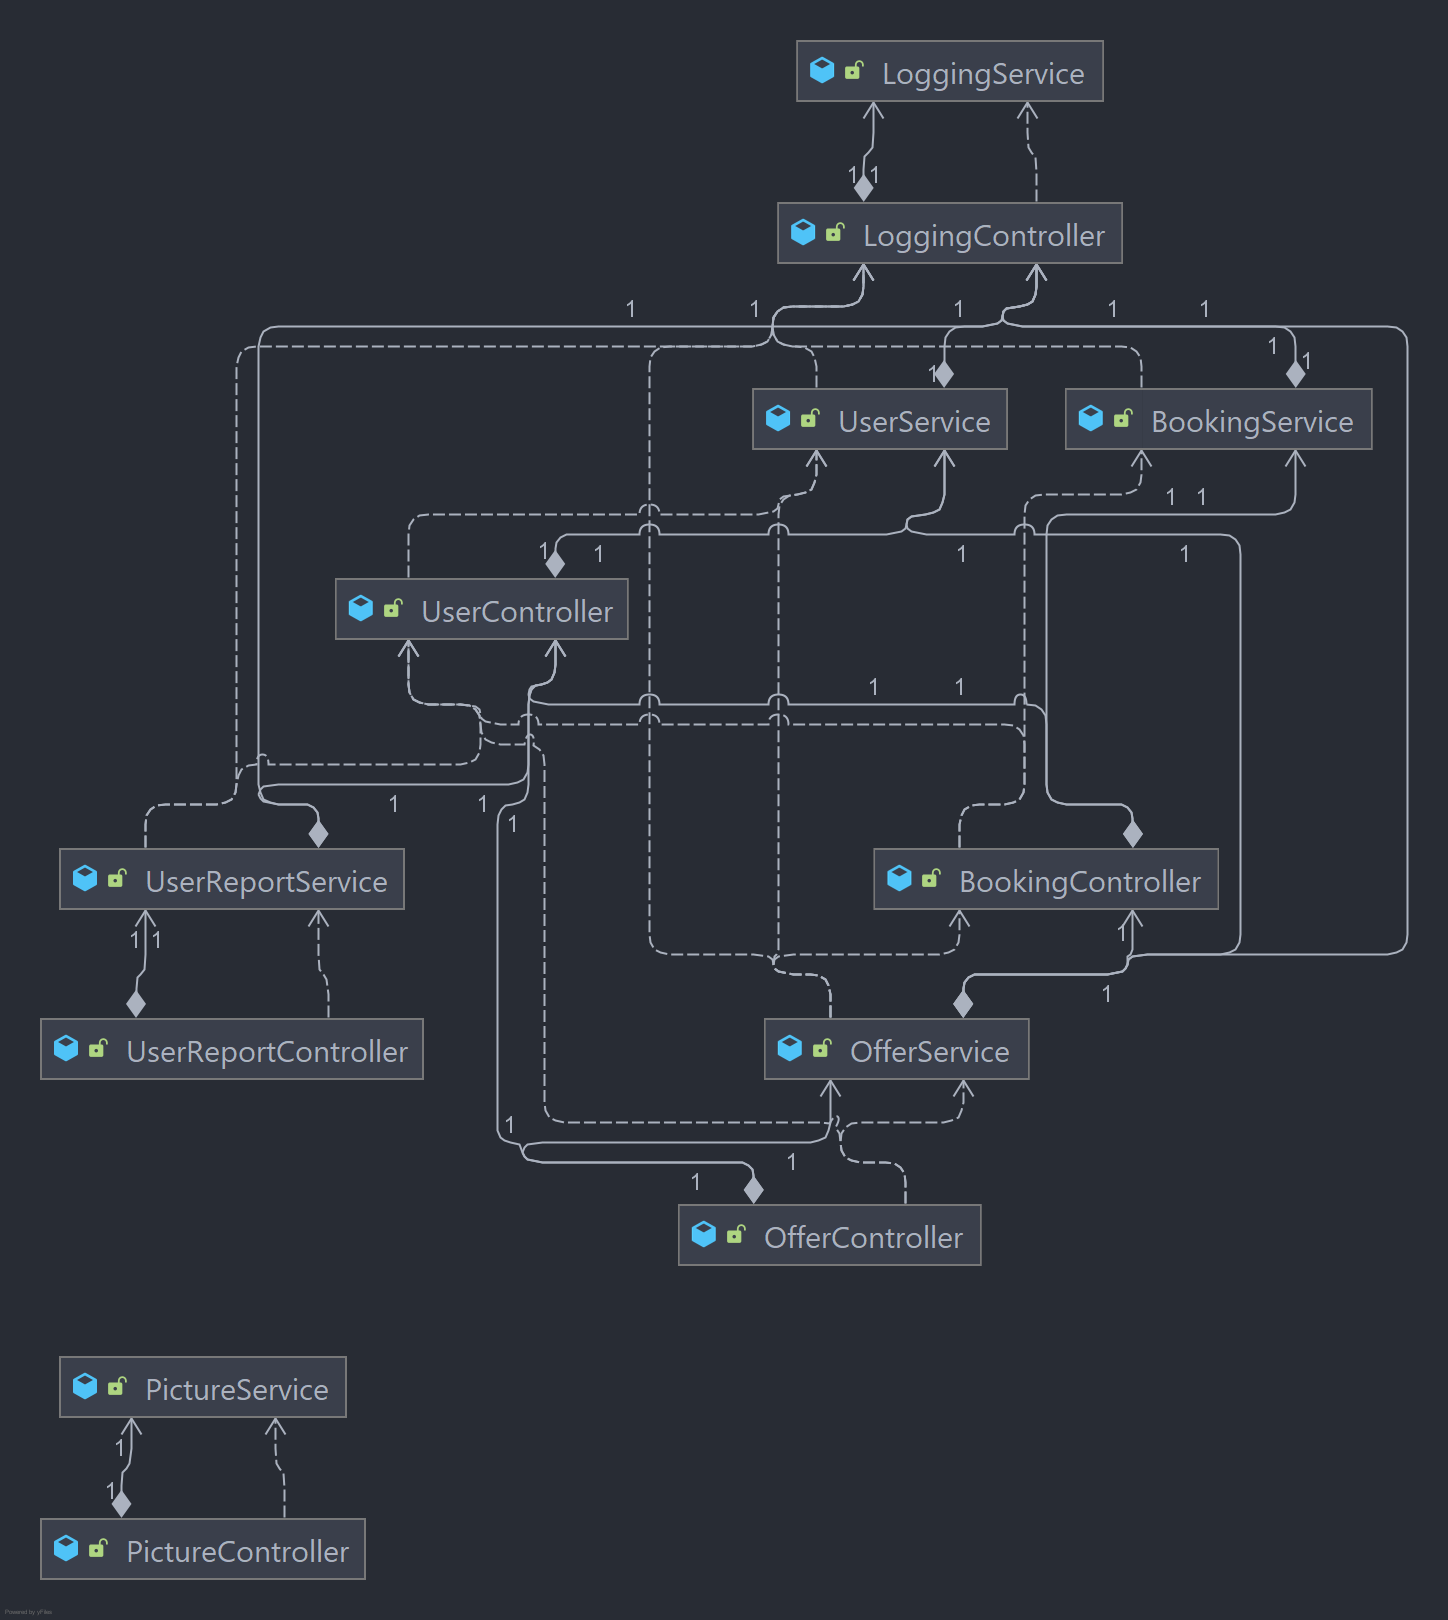 LoggingService
1 1
LoggingController
1 1 1 1 1
1 1
1
UserService
BookingService
1 1
1 1 1 1
UserController
1 1
1 1
1
UserReportService
BookingController
1 1 1
1
UserReportController
OfferService
1
1
1
OfferController
PictureService
1
1
PictureController
Powered by yFiles